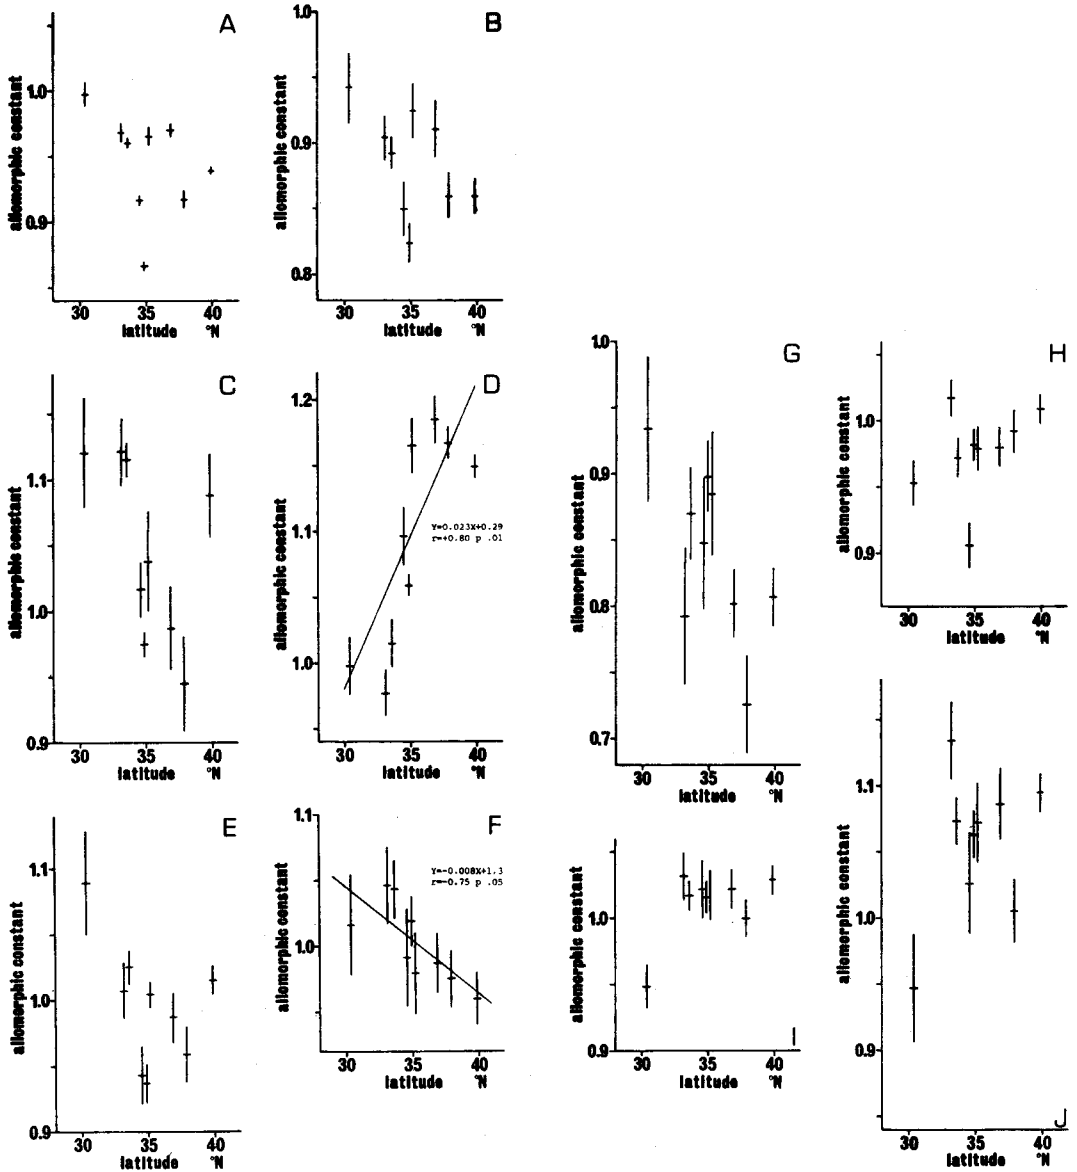 A
allomorphic constant
1.0
0.9
30 35 40
latitude °N
B
allomorphic constant
1.0
0.9
0.8
30 35 40
latitude °N
C
allomorphic constant
1.1
1.0
0.9
30 35 40
latitude °N
D
allomorphic constant
1.2
1.1
1.0
Y=0.023X+0.29
r=+0.80 p .01
30 35 40
latitude °N
E
allomorphic constant
1.1
1.0
0.9
30 35 40
latitude °N
F
allomorphic constant
1.1
1.0
Y=-0.008X+1.3
r=-0.75 p .05
30 35 40
latitude °N
G
allomorphic constant
1.0
0.9
0.8
0.7
30 35 40
latitude °N
H
allomorphic constant
1.0
0.9
30 35 40
latitude °N
allomorphic constant
1.0
0.9
I
30 35 40
latitude °N
allomorphic constant
1.1
1.0
0.9
J
30 35 40
latitude °N